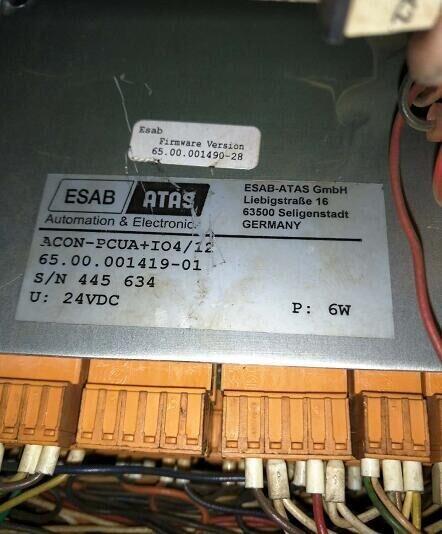 K2
Esab
Firmware Version
65.00.001490-28
ESAB ATAS
Automation & Electronic
ESAB-ATAS GmbH
Liebigstraße 16
63500 Seligenstadt
GERMANY
ACON-PCUA+IO4/12
65.00.001419-01
S/N 445 634
U: 24VDC P: 6W